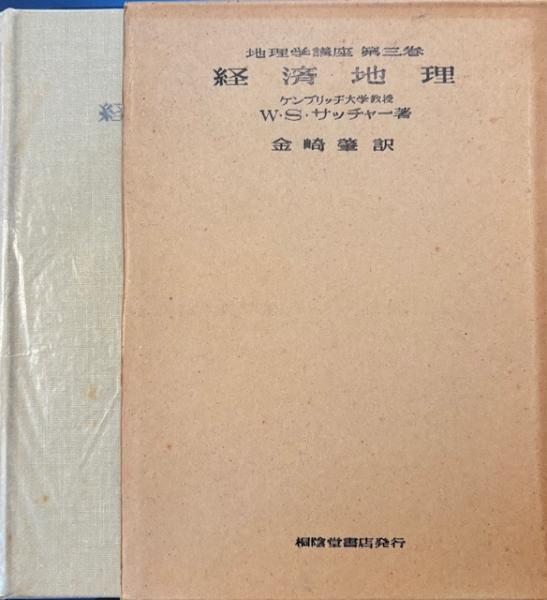 地理学講座 第三巻
経済地理
ケンブリッヂ大学教授
W・S・サッチャー著
金崎肇訳
桐陰堂書店発行
経